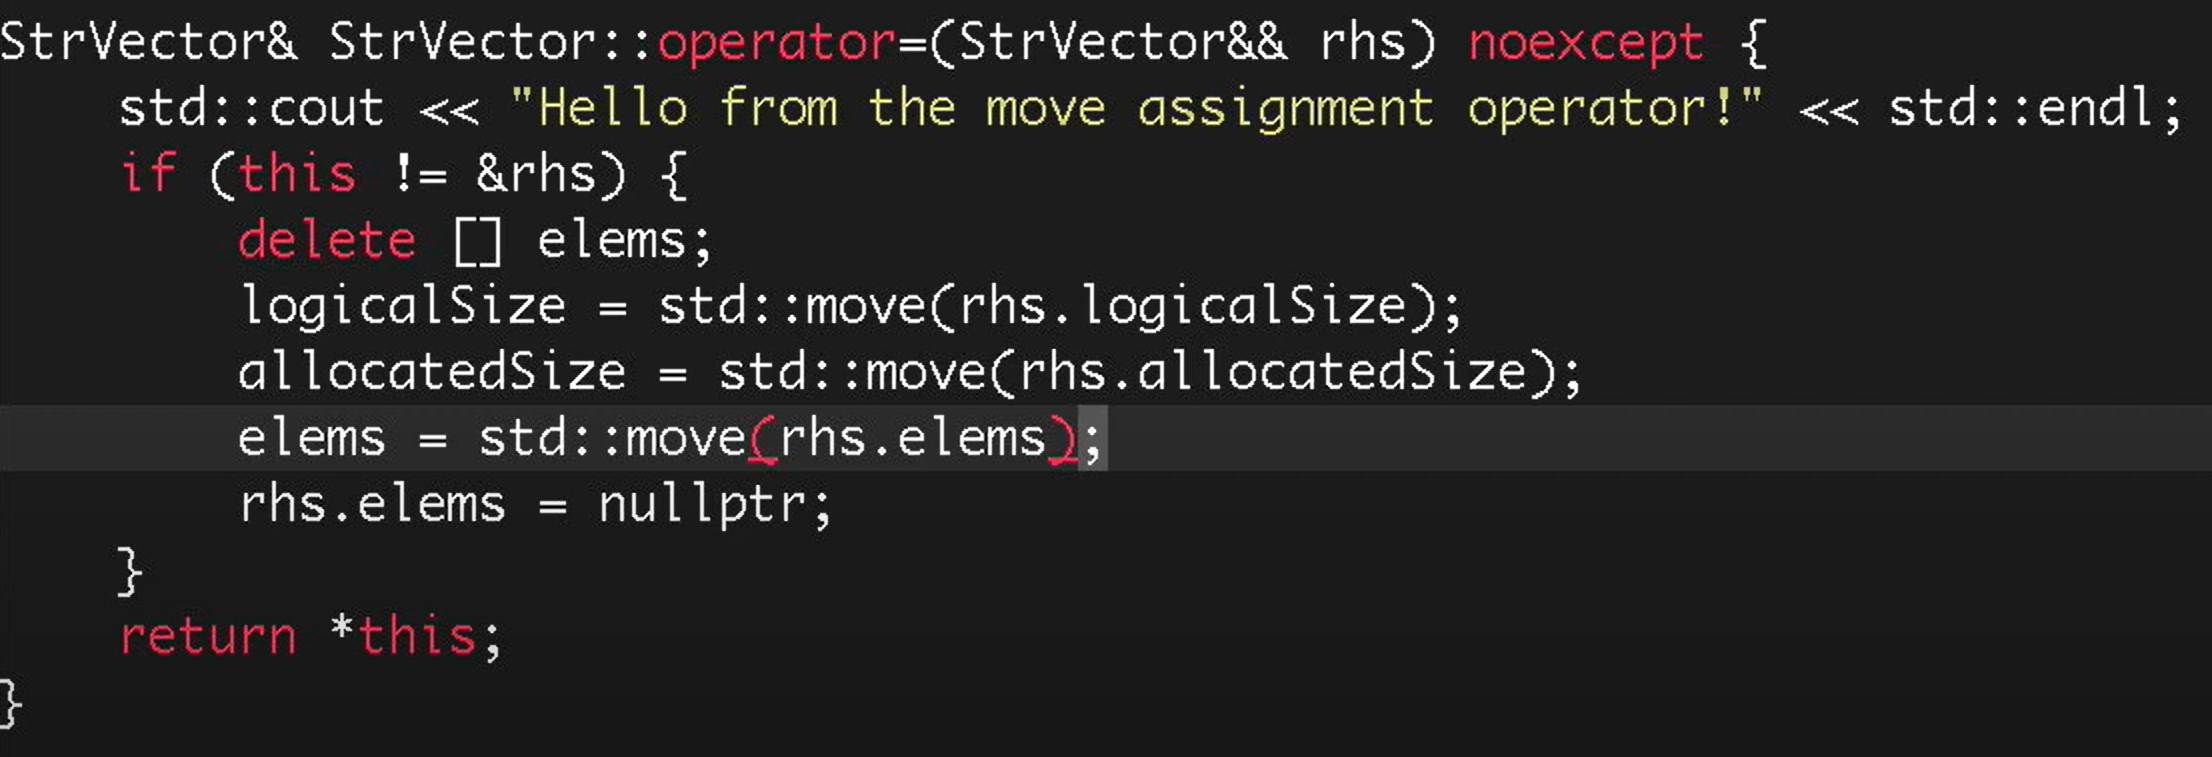 StrVector& StrVector::operator=(StrVector&& rhs) noexcept {
    std::cout << "Hello from the move assignment operator!" << std::endl;
    if (this != &rhs) {
        delete [] elems;
        logicalSize = std::move(rhs.logicalSize);
        allocatedSize = std::move(rhs.allocatedSize);
        elems = std::move(rhs.elems);
        rhs.elems = nullptr;
    }
    return *this;
}